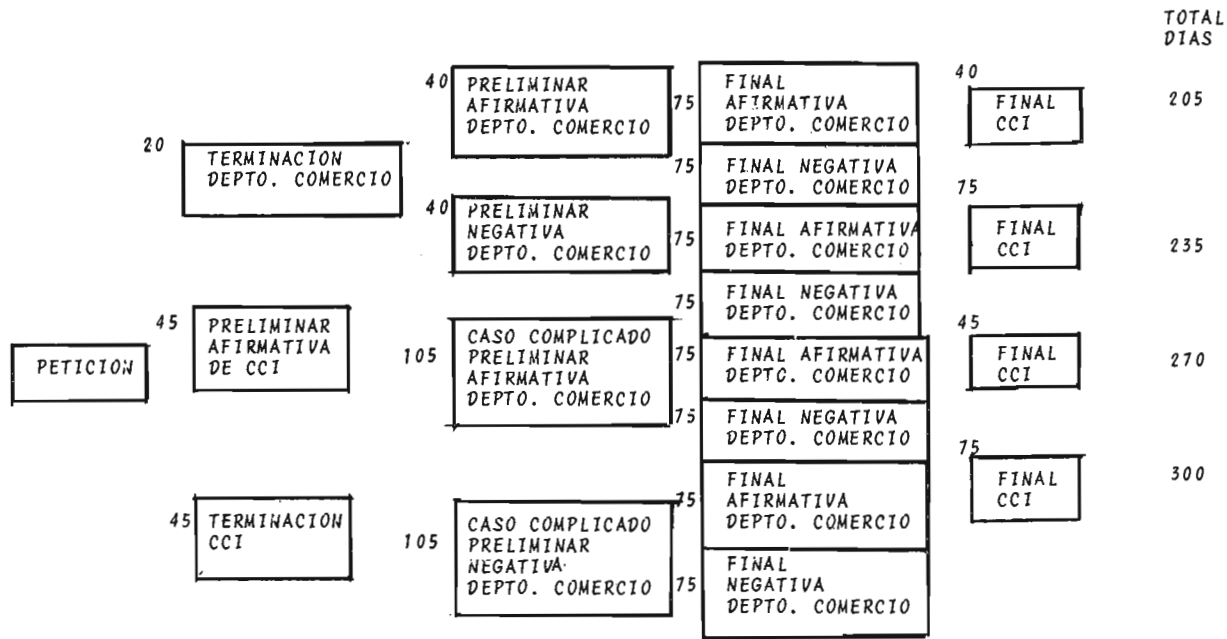 TOTAL
DIAS
40
PRELIMINAR
AFIRMATIVA
DEPTO. COMERCIO
75
FINAL
AFIRMATIVA
DEPTO. COMERCIO
40
FINAL
CCI
205
20
TERMINACION
DEPTO. COMERCIO
75
FINAL NEGATIVA
DEPTO. COMERCIO
40
PRELIMINAR
NEGATIVA
DEPTO. COMERCIO
75
FINAL AFIRMATIVA
DEPTO. COMERCIO
75
FINAL
CCI
235
75
FINAL NEGATIVA
DEPTO. COMERCIO
PETICION
45
PRELIMINAR
AFIRMATIVA
DE CCI
105
CASO COMPLICADO
PRELIMINAR
AFIRMATIVA
DEPTO. COMERCIO
75
FINAL AFIRMATIVA
DEPTO. COMERCIO
45
FINAL
CCI
270
75
FINAL NEGATIVA
DEPTO. COMERCIO
45
TERMINACION
CCI
105
CASO COMPLICADO
PRELIMINAR
NEGATIVA
DEPTO. COMERCIO
75
FINAL
AFIRMATIVA
DEPTO. COMERCIO
75
FINAL
CCI
300
75
FINAL
NEGATIVA
DEPTO. COMERCIO